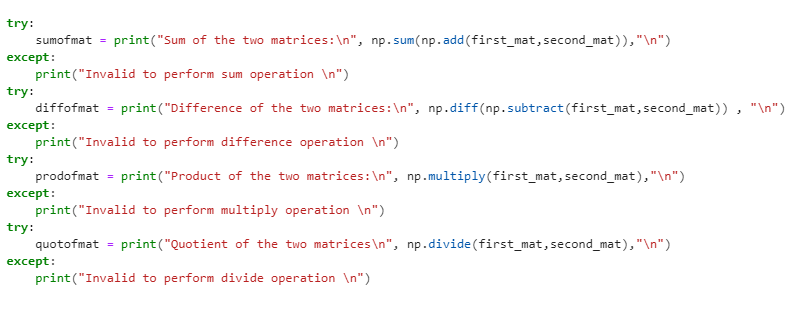 try:
    sumofmat = print("Sum of the two matrices:\n", np.sum(np.add(first_mat,second_mat)),"\n")
except:
    print("Invalid to perform sum operation \n")
try:
    diffofmat = print("Difference of the two matrices:\n", np.diff(np.subtract(first_mat,second_mat)) , "\n")
except:
    print("Invalid to perform difference operation \n")
try:
    prodofmat = print("Product of the two matrices:\n", np.multiply(first_mat,second_mat),"\n")
except:
    print("Invalid to perform multiply operation \n")
try:
    quotofmat = print("Quotient of the two matrices\n", np.divide(first_mat,second_mat),"\n")
except:
    print("Invalid to perform divide operation \n")